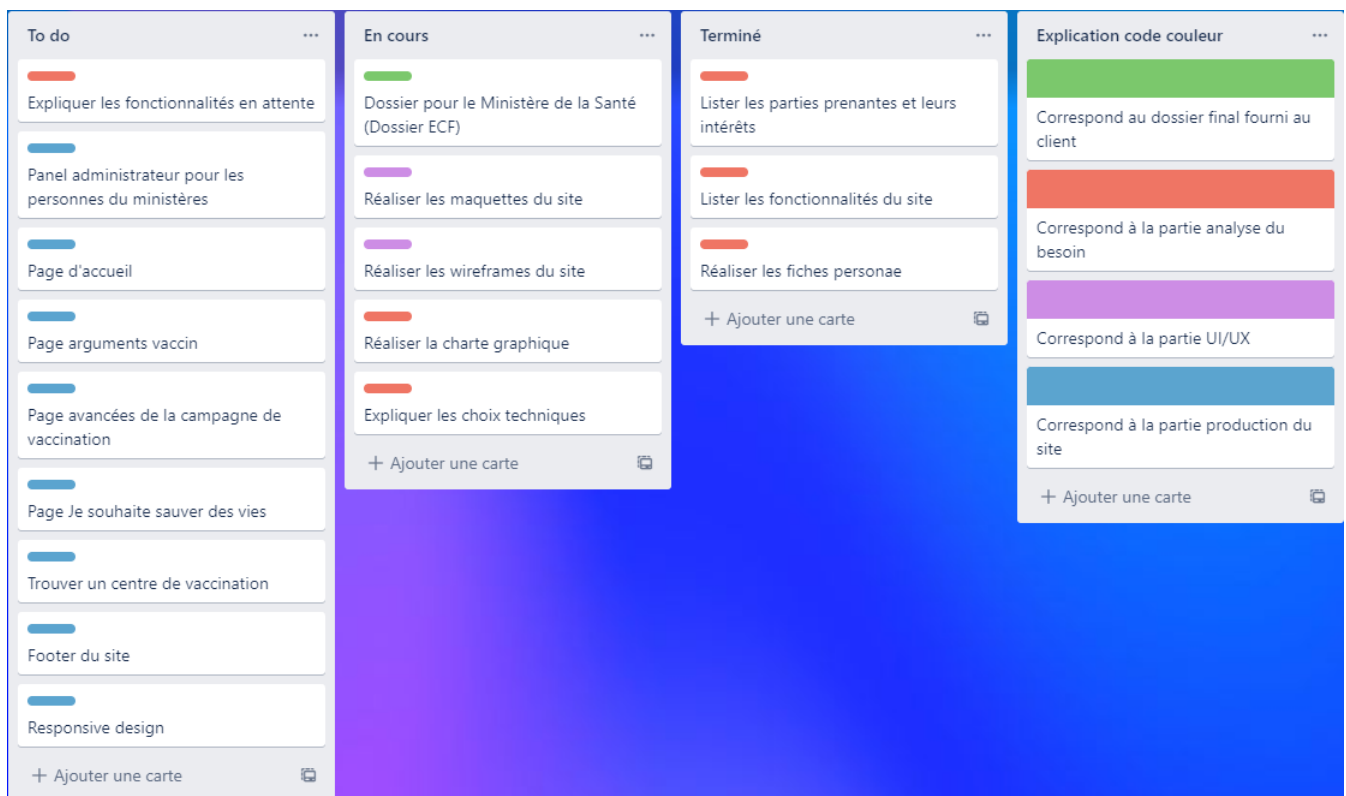 To do
Expliquer les fonctionnalités en attente
Panel administrateur pour les
personnes du ministères
Page d'accueil
Page arguments vaccin
Page avancées de la campagne de
vaccination
Page Je souhaite sauver des vies
Trouver un centre de vaccination
Footer du site
Responsive design
+ Ajouter une carte
En cours
Dossier pour le Ministère de la Santé
(Dossier ECF)
Réaliser les maquettes du site
Réaliser les wireframes du site
Réaliser la charte graphique
Expliquer les choix techniques
+ Ajouter une carte
Terminé
Lister les parties prenantes et leurs
intérêts
Lister les fonctionnalités du site
Réaliser les fiches personae
+ Ajouter une carte
Explication code couleur
Correspond au dossier final fourni au
client
Correspond à la partie analyse du
besoin
Correspond à la partie UI/UX
Correspond à la partie production du
site
+ Ajouter une carte